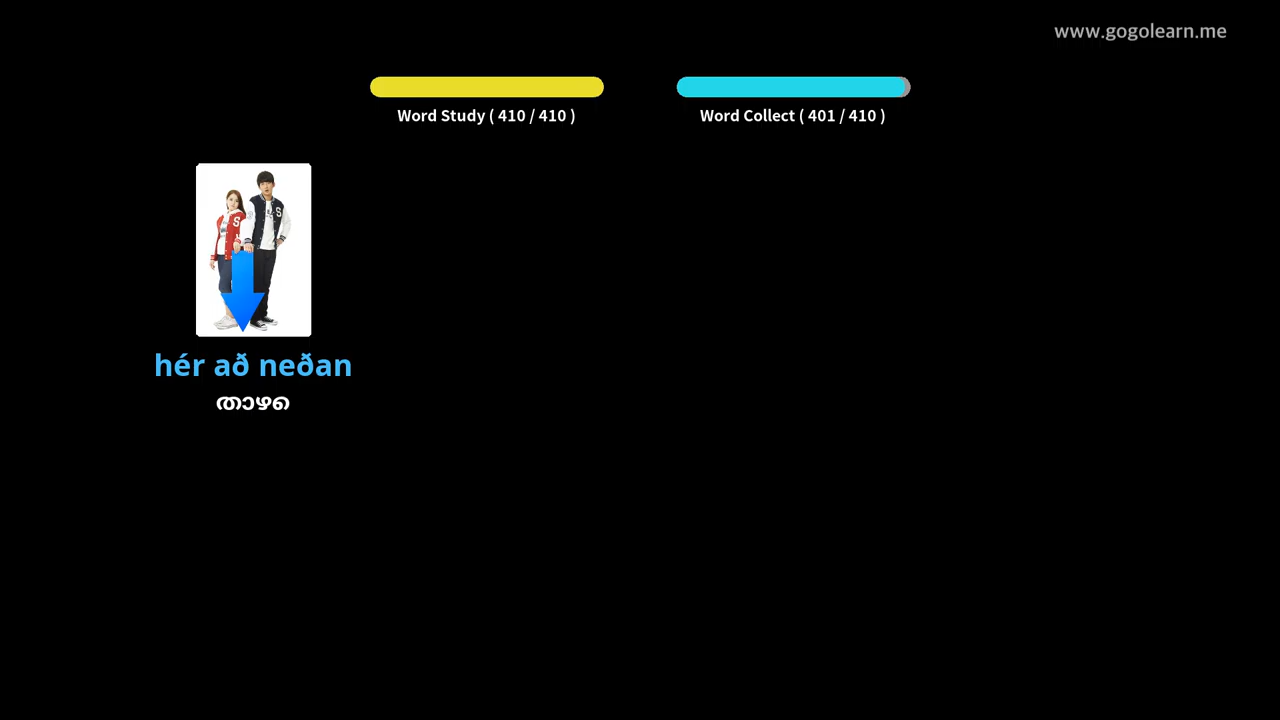 www.gogolearn.me
Word Study ( 410 / 410 )
Word Collect ( 401 / 410 )
S
S
hér að neðan
താഴെ